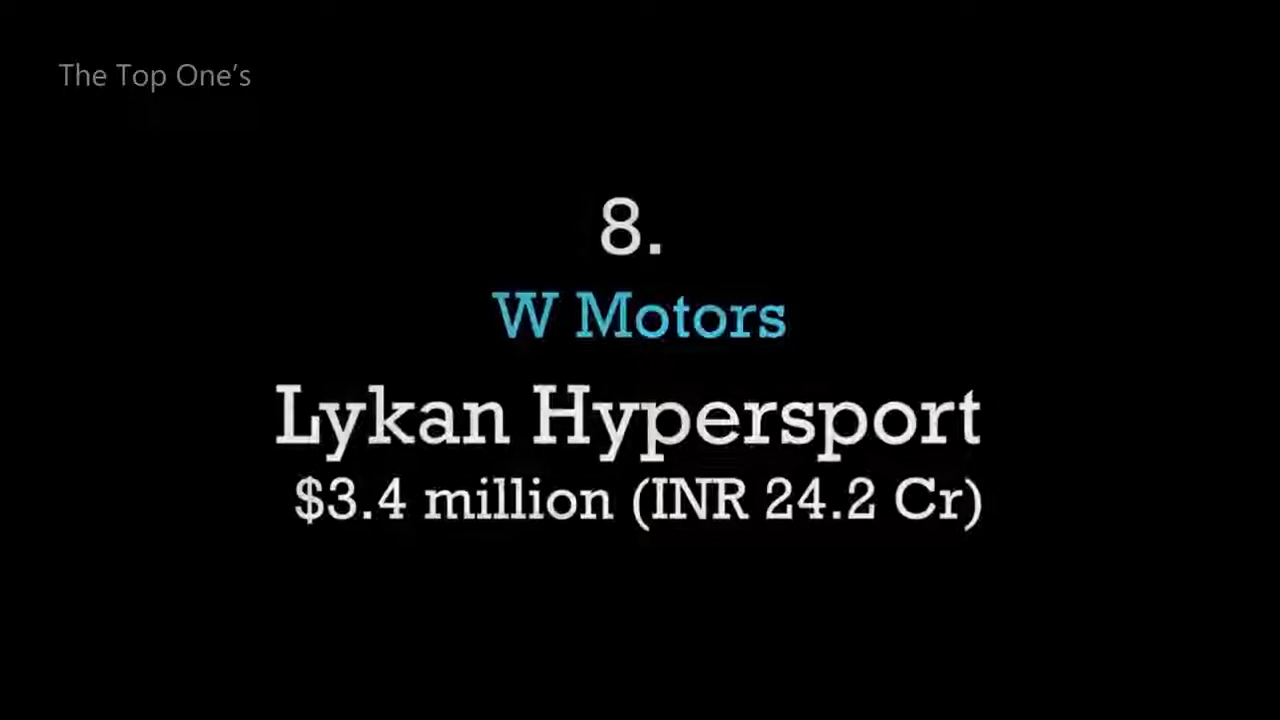 The Top One's
8.
W Motors
Lykan Hypersport
$3.4 million (INR 24.2 Cr)